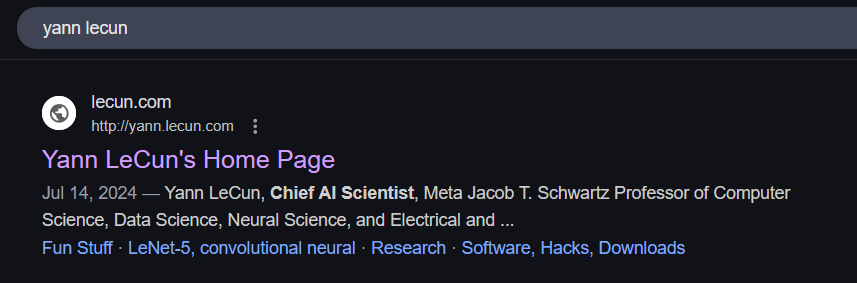 yann lecun
lecun.com
http://yann.lecun.com
Yann LeCun's Home Page
Jul 14, 2024 — Yann LeCun, Chief AI Scientist, Meta Jacob T. Schwartz Professor of Computer
Science, Data Science, Neural Science, and Electrical and ...
Fun Stuff · LeNet-5, convolutional neural · Research · Software, Hacks, Downloads